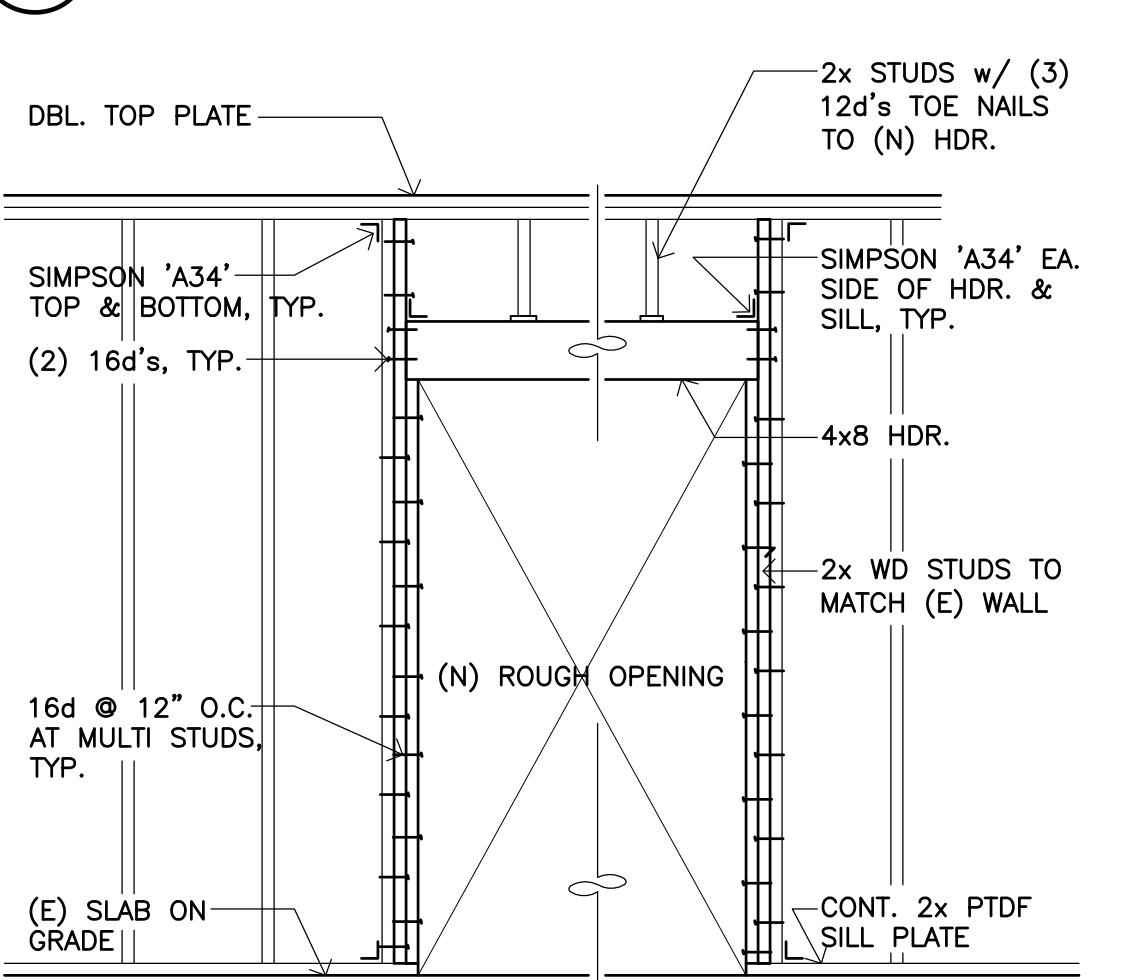 DBL. TOP PLATE
2x STUDS w/ (3)
12d's TOE NAILS
TO (N) HDR.
SIMPSON 'A34'
TOP & BOTTOM, TYP.
SIMPSON 'A34' EA.
SIDE OF HDR. &
SILL, TYP.
(2) 16d's, TYP.
4x8 HDR.
2x WD STUDS TO
MATCH (E) WALL
(N) ROUGH OPENING
16d @ 12" O.C.
AT MULTI STUDS,
TYP.
(E) SLAB ON
GRADE
CONT. 2x PTDF
SILL PLATE